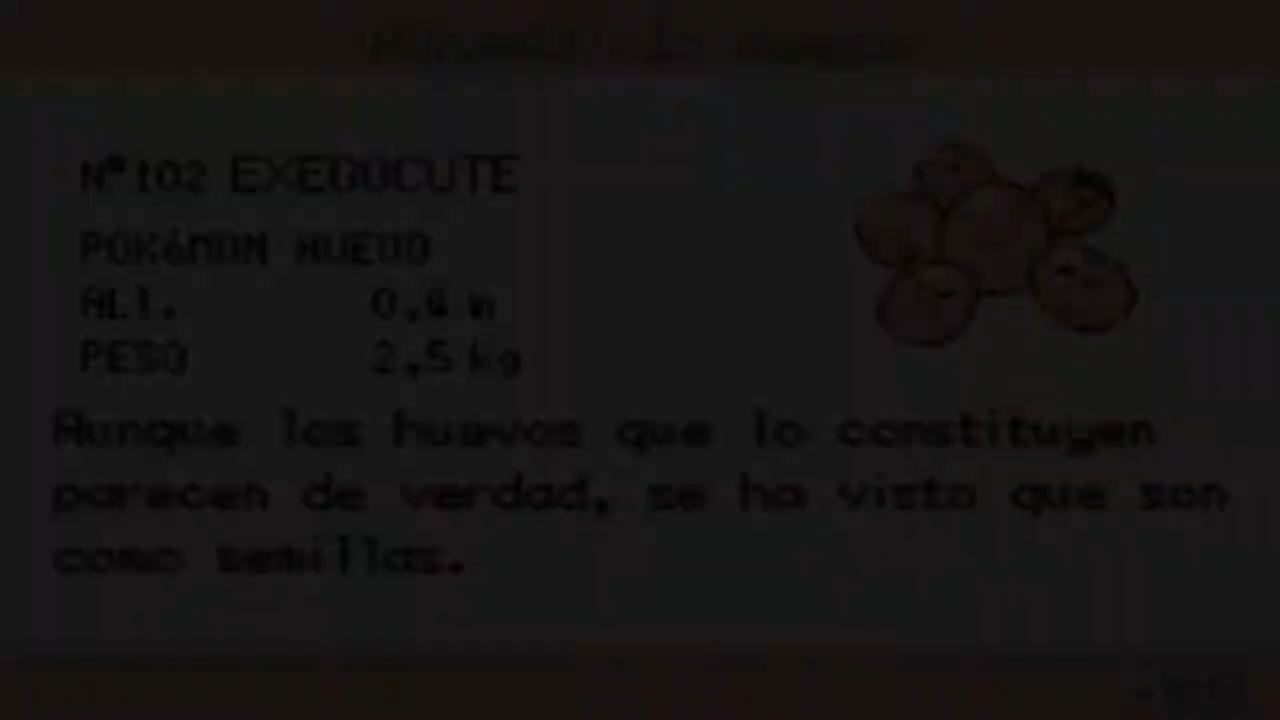 Nº102 EXEGGCUTE
POKéMON HUEVO
ALT. 0,4 m
PESO 2,5 kg
Aunque los huevos que lo constituyen
parecen de verdad, se ha visto que son
como semillas.